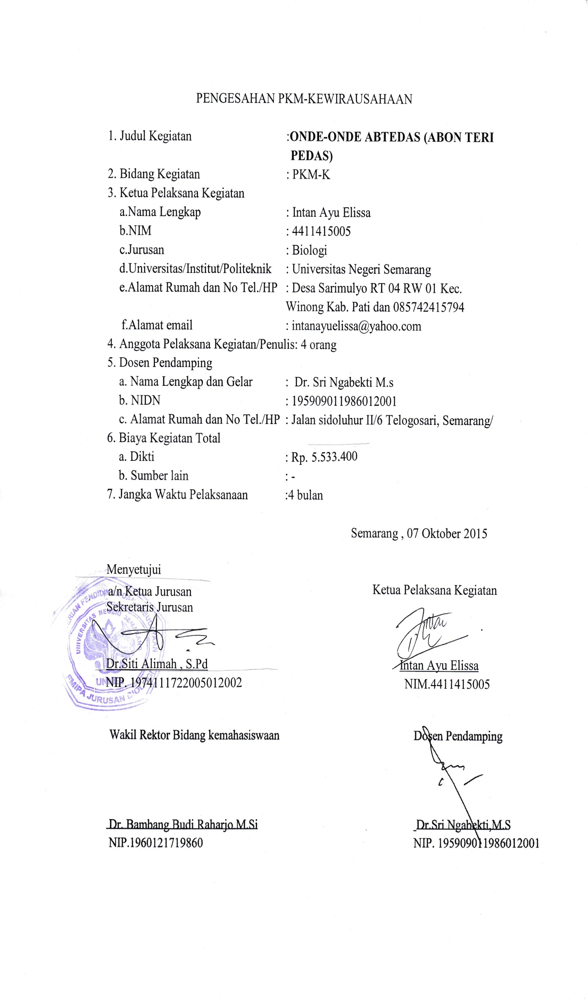 PENGESAHAN PKM-KEWIRAUSAHAAN
1. Judul Kegiatan :ONDE-ONDE ABTEDAS (ABON TERI
PEDAS)
2. Bidang Kegiatan : PKM-K
3. Ketua Pelaksana Kegiatan
a.Nama Lengkap : Intan Ayu Elissa
b.NIM : 4411415005
c.Jurusan : Biologi
d.Universitas/Institut/Politeknik : Universitas Negeri Semarang
e.Alamat Rumah dan No Tel./HP : Desa Sarimulyo RT 04 RW 01 Kec.
Winong Kab. Pati dan 085742415794
f.Alamat email : intanayuelissa@yahoo.com
4. Anggota Pelaksana Kegiatan/Penulis: 4 orang
5. Dosen Pendamping
a. Nama Lengkap dan Gelar : Dr. Sri Ngabekti M.s
b. NIDN : 195909011986012001
c. Alamat Rumah dan No Tel./HP : Jalan sidoluhur II/6 Telogosari, Semarang/
6. Biaya Kegiatan Total
a. Dikti : Rp. 5.533.400
b. Sumber lain : -
7. Jangka Waktu Pelaksanaan :4 bulan
Semarang , 07 Oktober 2015
Menyetujui
a/n Ketua Jurusan
Sekretaris Jurusan
Ketua Pelaksana Kegiatan
UNIVERSITAS NEGERI SEMARANG
FMIPA JURUSAN BIOLOGI
Intan
Dr.Siti Alimah , S.Pd
NIP. 1974111722005012002
Intan Ayu Elissa
NIM.4411415005
Wakil Rektor Bidang kemahasiswaan
Dosen Pendamping
Dr. Bambang Budi Raharjo M.Si
NIP.1960121719860
Dr.Sri Ngabekti,M.S
NIP. 195909011986012001